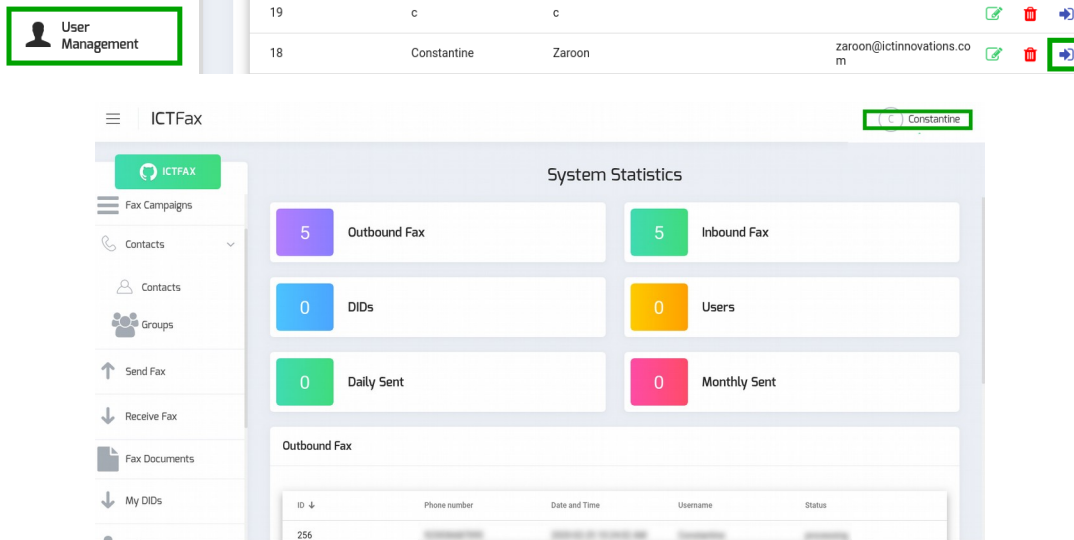 19 c c
User
Management
18 Constantine Zaroon zaroon@ictinnovations.co
m
ICTFax
C Constantine
ICTFAX
System Statistics
Fax Campaigns
5 Outbound Fax
5 Inbound Fax
Contacts
Contacts
0 DIDs
0 Users
Groups
Send Fax
0 Daily Sent
0 Monthly Sent
Receive Fax
Outbound Fax
Fax Documents
My DIDs
ID Phone number Date and Time Username Status
256